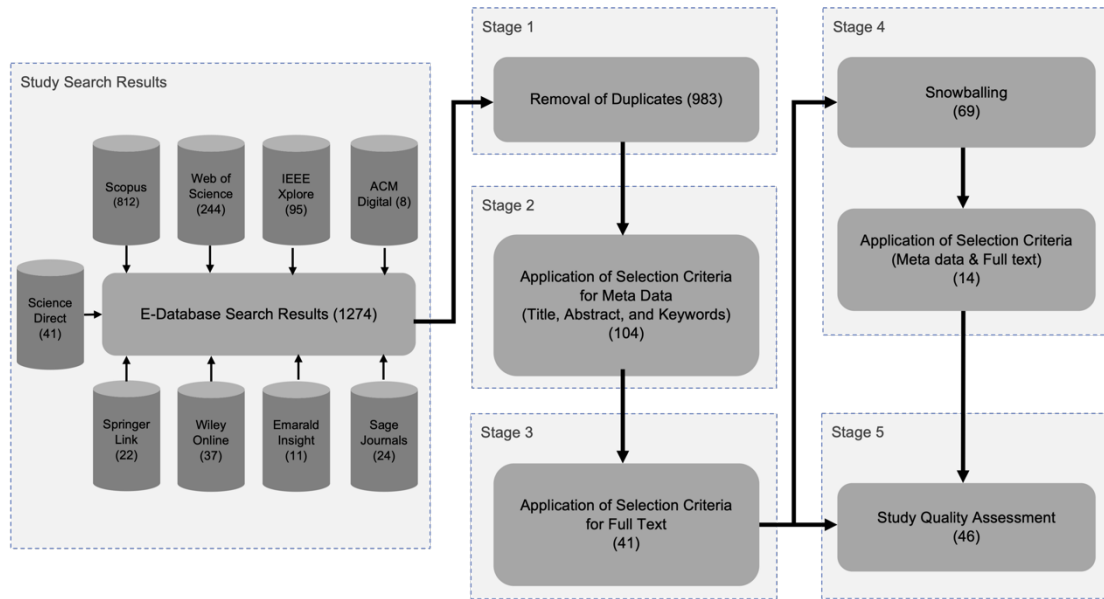 Study Search Results
Scopus
(812)
Web of
Science
(244)
IEEE
Xplore
(95)
ACM
Digital (8)
Science
Direct
(41)
E-Database Search Results (1274)
Springer
Link
(22)
Wiley
Online
(37)
Emarald
Insight
(11)
Sage
Journals
(24)
Stage 1
Removal of Duplicates (983)
Stage 2
Application of Selection Criteria
for Meta Data
(Title, Abstract, and Keywords)
(104)
Stage 3
Application of Selection Criteria
for Full Text
(41)
Stage 4
Snowballing
(69)
Application of Selection Criteria
(Meta data & Full text)
(14)
Stage 5
Study Quality Assessment
(46)